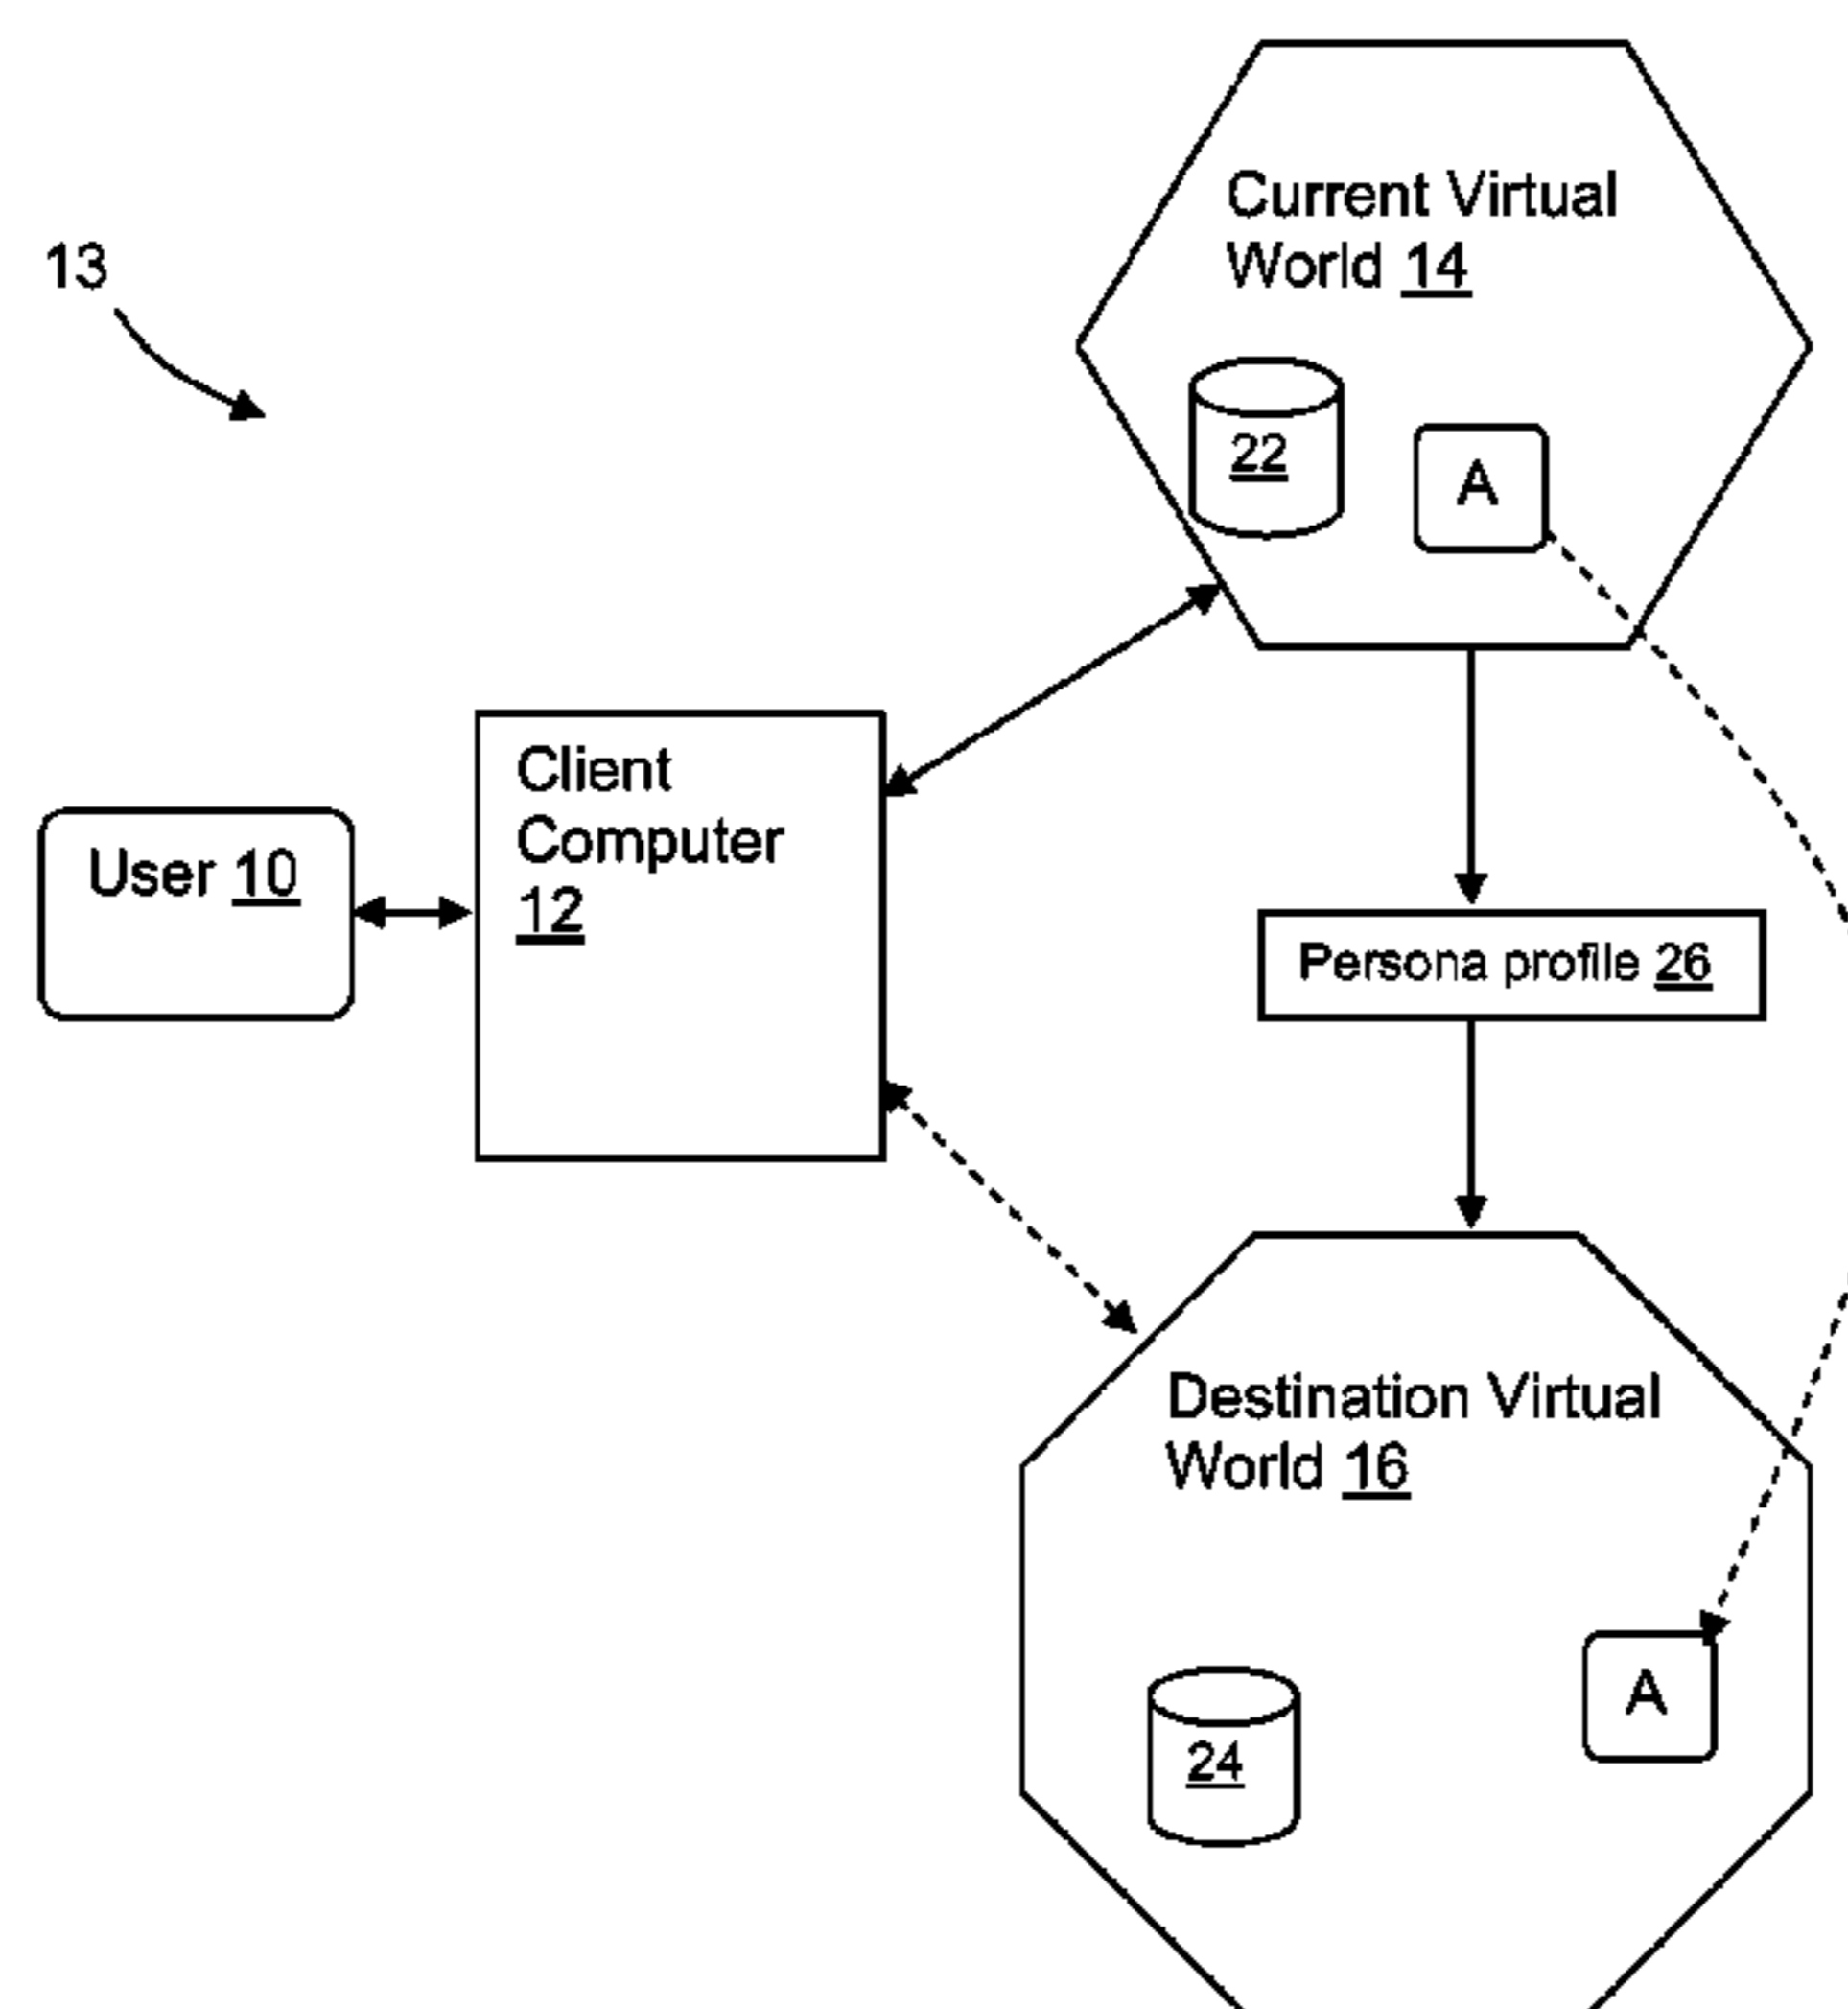 13
Current Virtual
World 14
22
A
Client
Computer
12
User 10
Persona profile 26
Destination Virtual
World 16
24
A